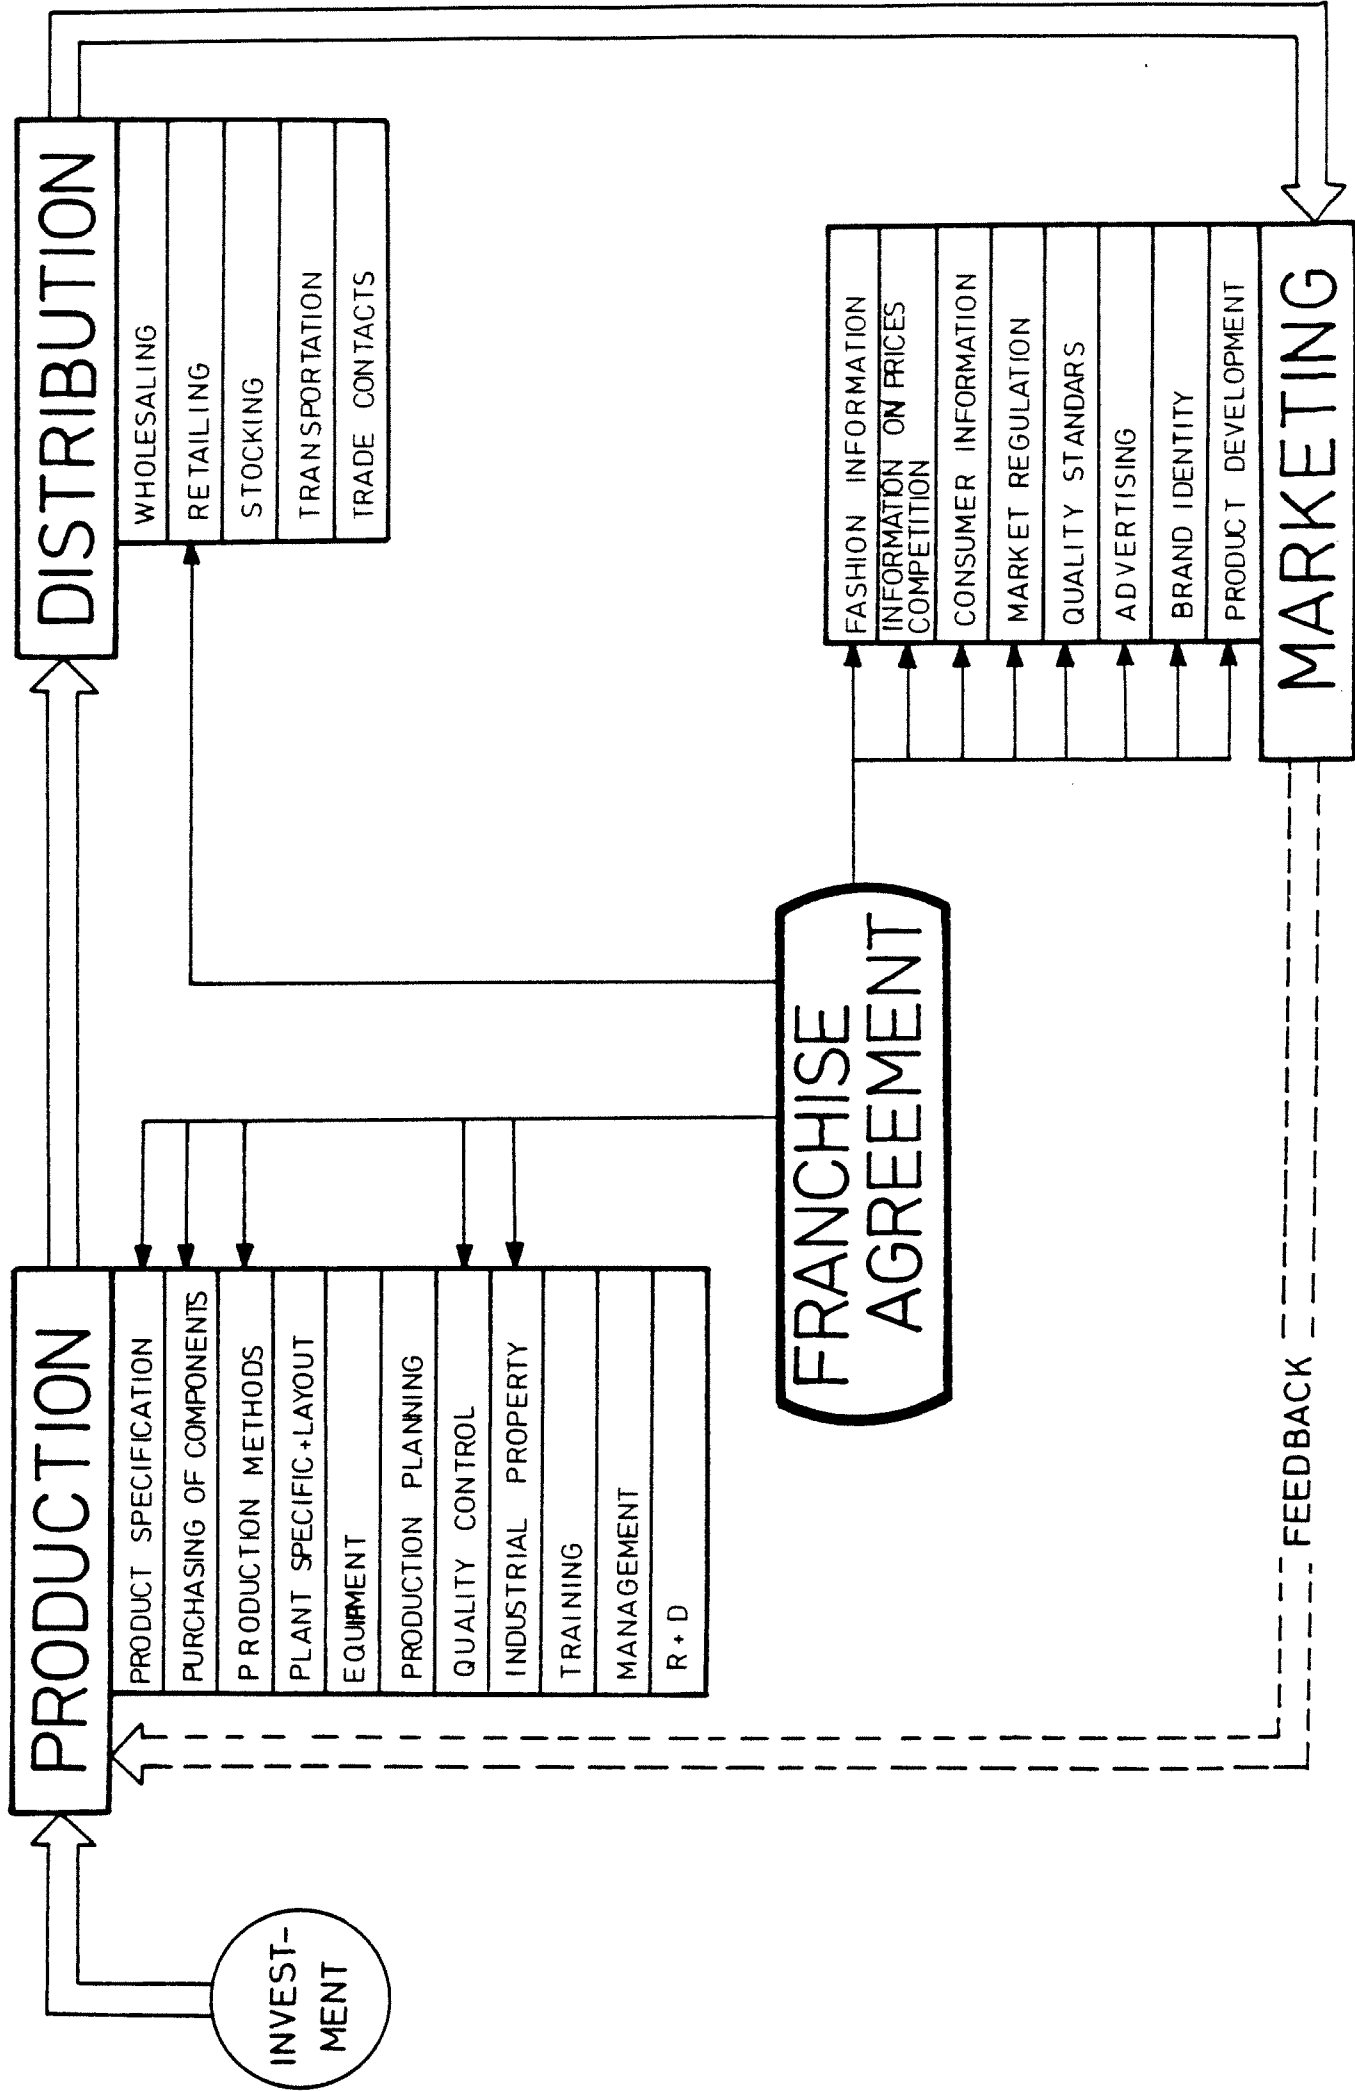 INVEST-
MENT
PRODUCTION
PRODUCT SPECIFICATION
PURCHASING OF COMPONENTS
PRODUCTION METHODS
PLANT SPECIFIC+LAYOUT
EQUIPMENT
PRODUCTION PLANNING
QUALITY CONTROL
INDUSTRIAL PROPERTY
TRAINING
MANAGEMENT
R+D
DISTRIBUTION
WHOLESALING
RETAILING
STOCKING
TRANSPORTATION
TRADE CONTACTS
FRANCHISE
AGREEMENT
FASHION INFORMATION
INFORMATION ON PRICES
COMPETITION
CONSUMER INFORMATION
MARKET REGULATION
QUALITY STANDARS
ADVERTISING
BRAND IDENTITY
PRODUCT DEVELOPMENT
MARKETING
FEEDBACK